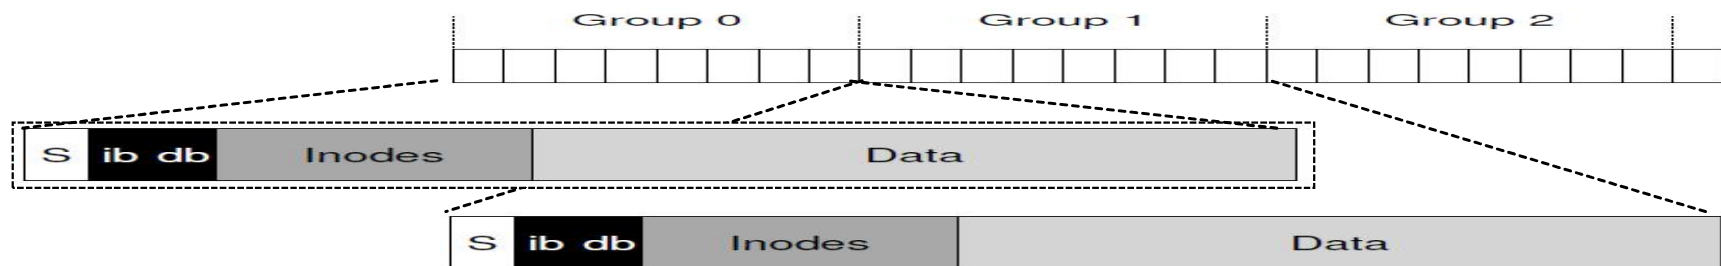 Group 0 Group 1 Group 2
S ib db Inodes Data
S ib db Inodes Data